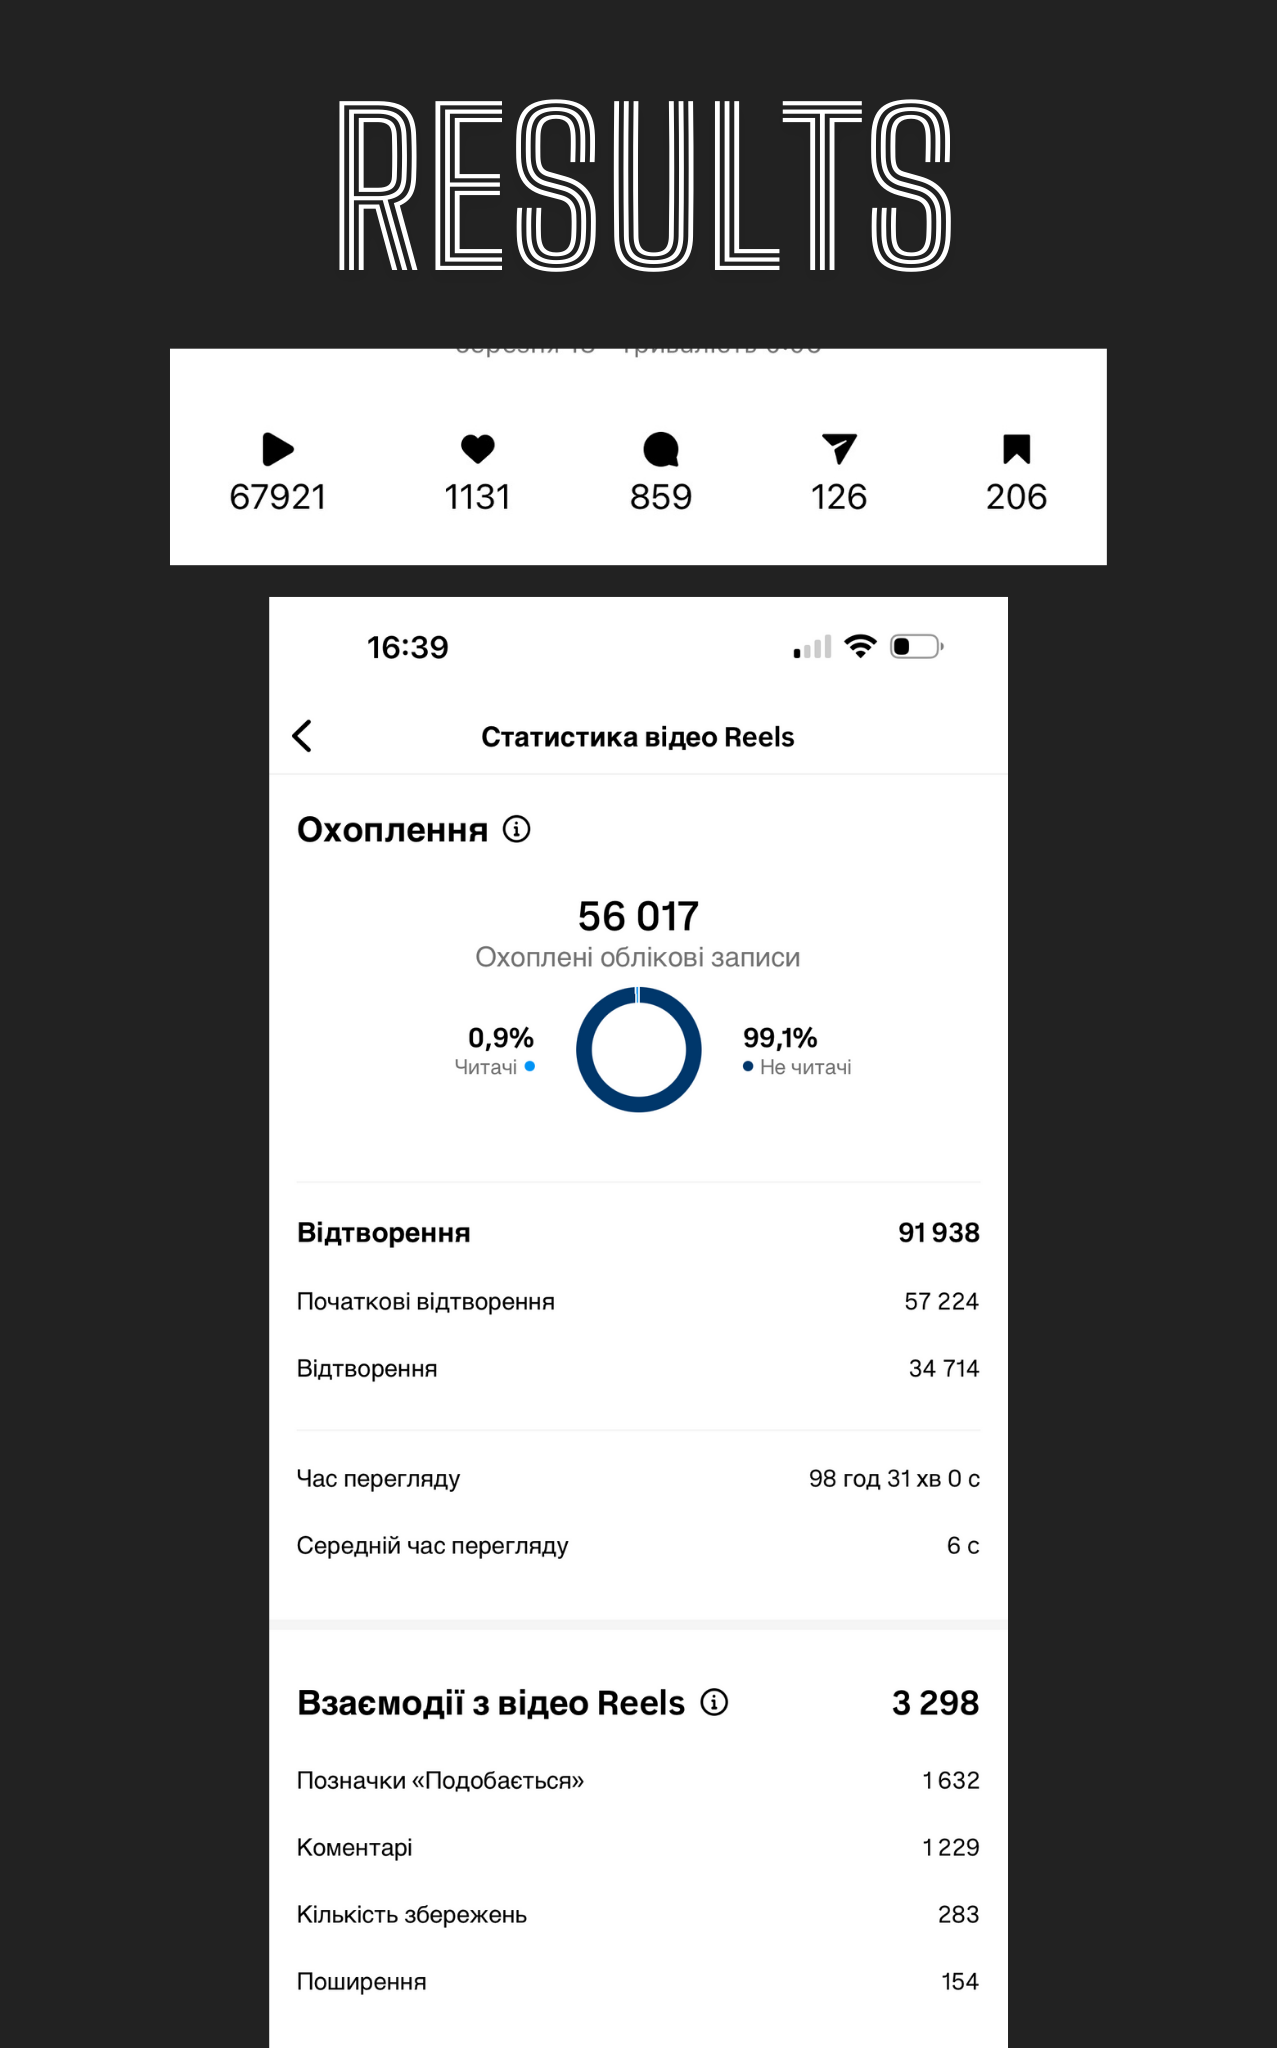 RESULTS
67921 1131 859 126 206
16:39
Статистика відео Reels
Охоплення
56 017
Охоплені облікові записи
0,9% 99,1%
Читачі Не читачі
Відтворення 91 938
Початкові відтворення 57 224
Відтворення 34 714
Час перегляду 98 год 31 хв 0 с
Середній час перегляду 6 с
Взаємодії з відео Reels 3 298
Позначки «Подобається» 1 632
Коментарі 1 229
Кількість збережень 283
Поширення 154